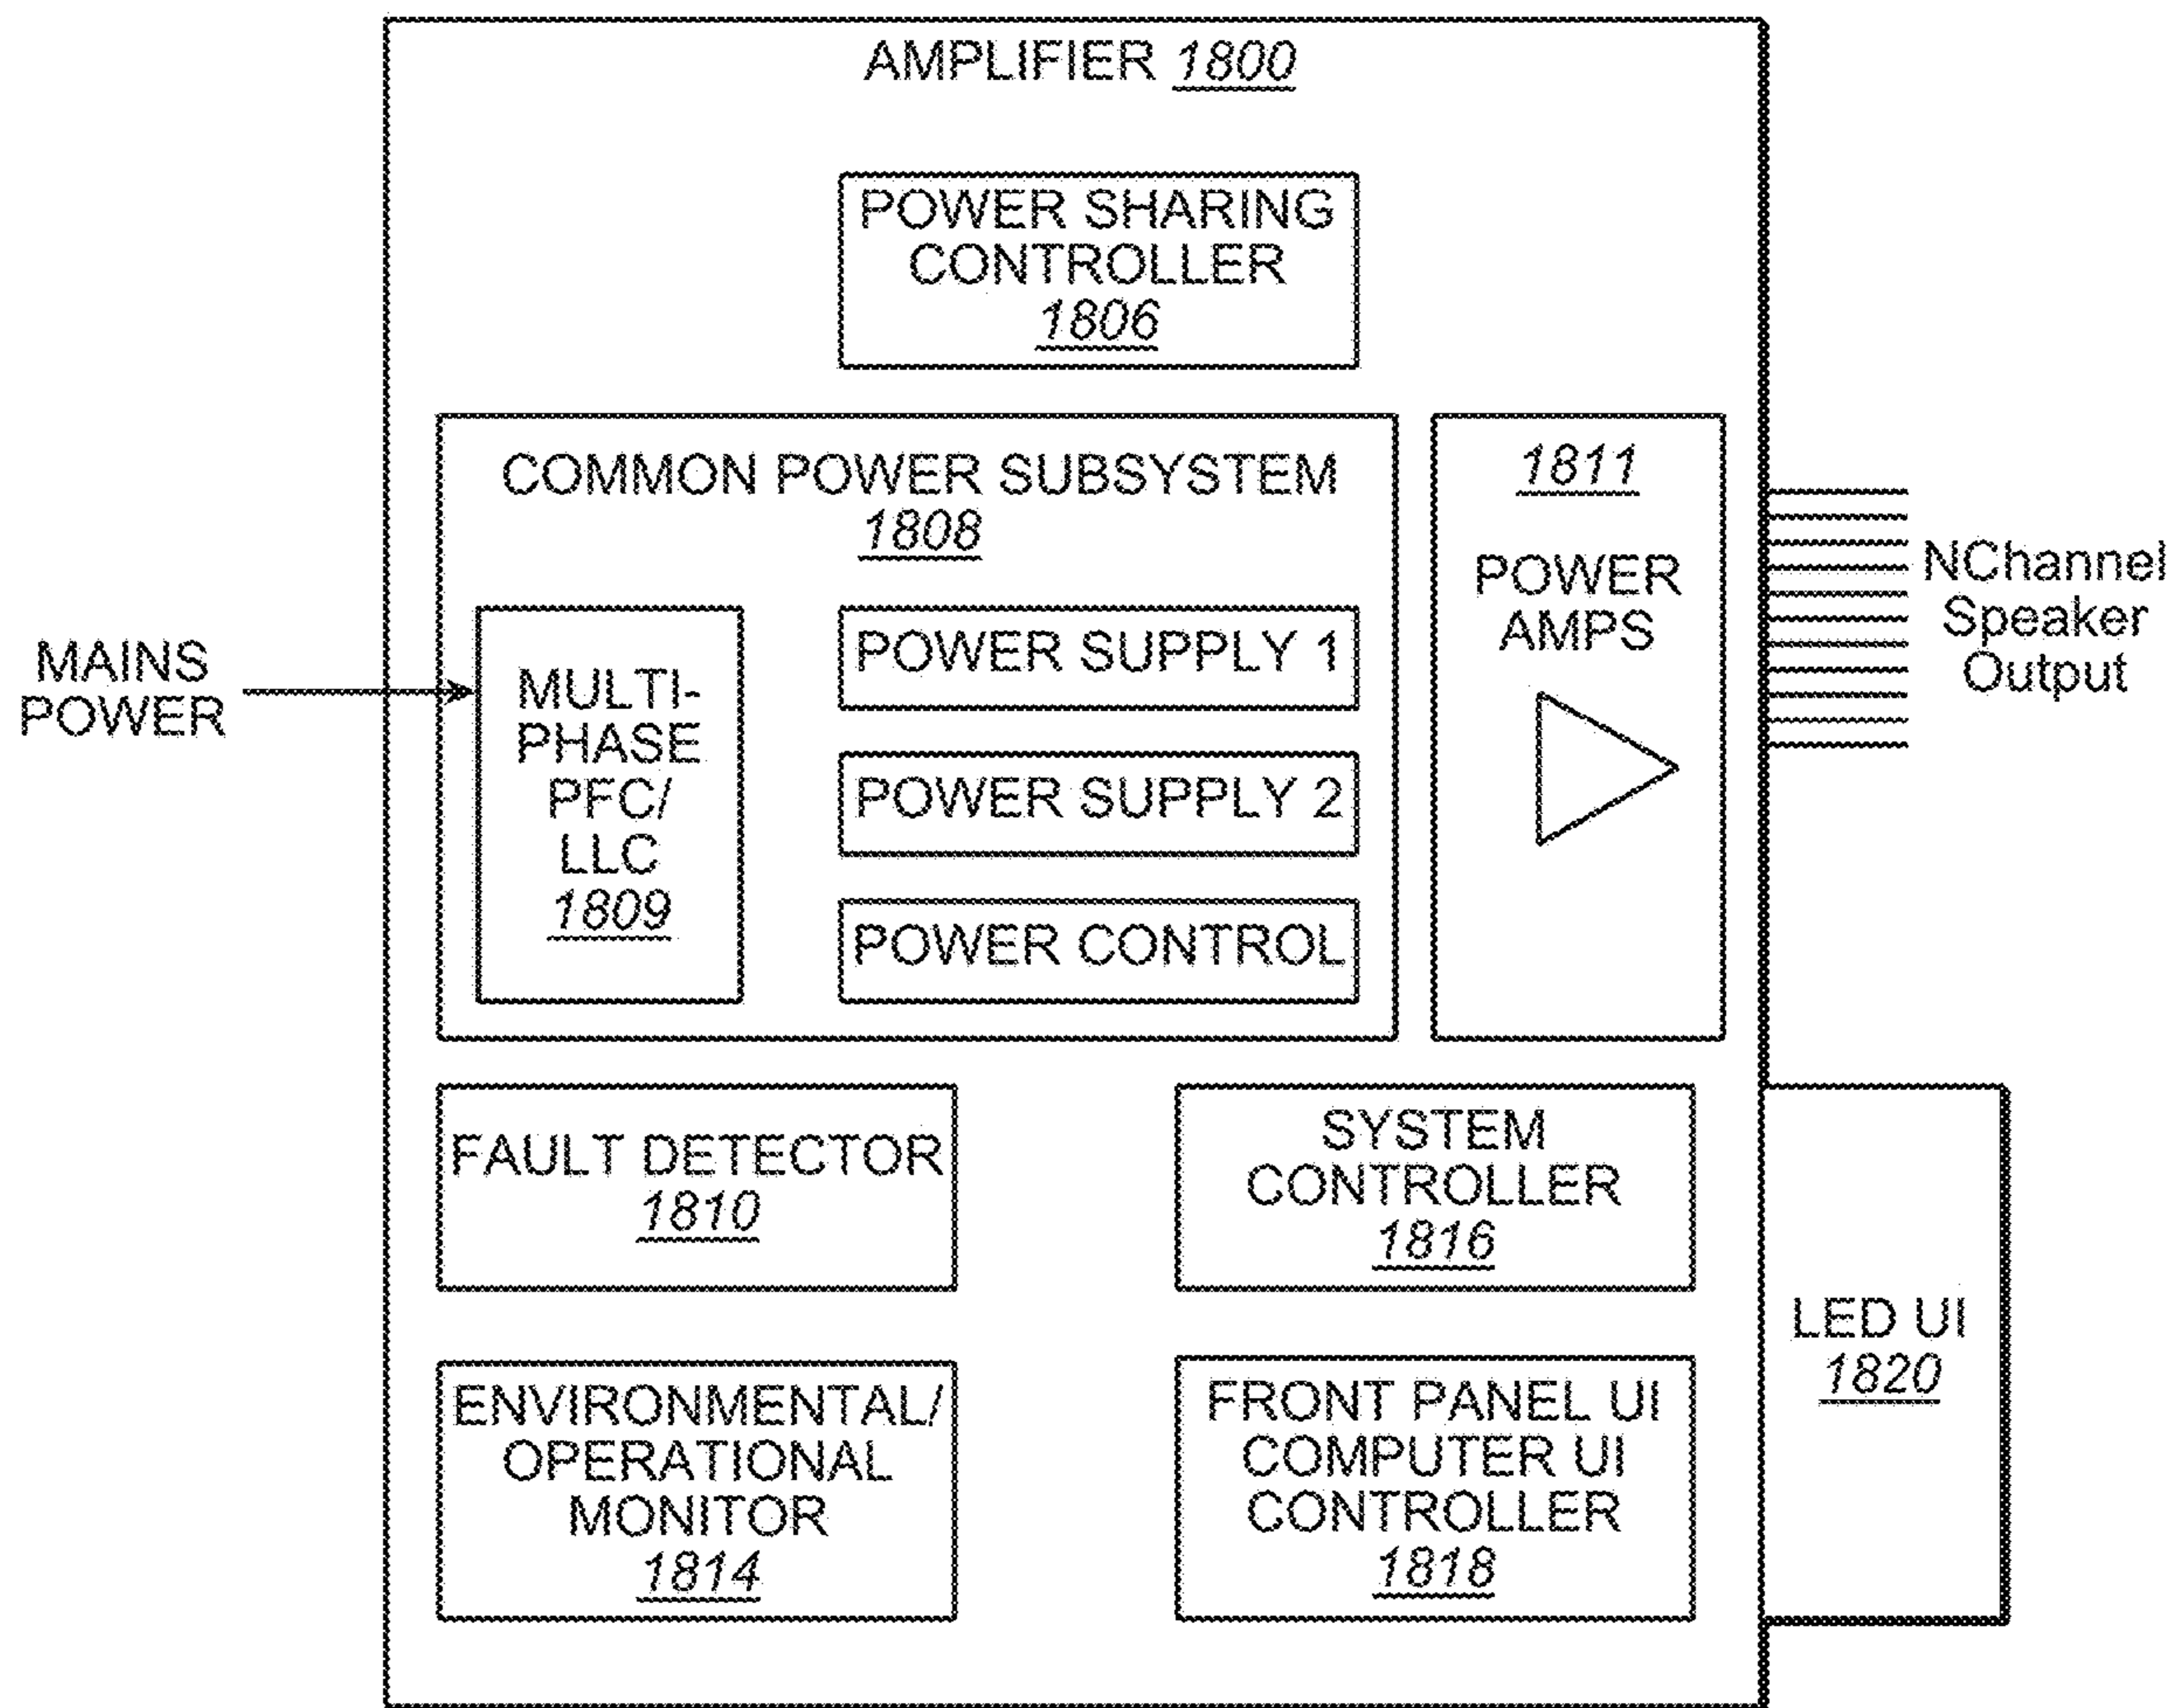 AMPLIFIER 1800
POWER SHARING
CONTROLLER
1806
COMMON POWER SUBSYSTEM
1808
MAINS
POWER
MULTI-
PHASE
PFC/
LLC
1809
POWER SUPPLY 1
POWER SUPPLY 2
POWER CONTROL
1811
POWER
AMPS
NChannel
Speaker
Output
FAULT DETECTOR
1810
SYSTEM
CONTROLLER
1816
ENVIRONMENTAL/
OPERATIONAL
MONITOR
1814
FRONT PANEL UI
COMPUTER UI
CONTROLLER
1818
LED UI
1820